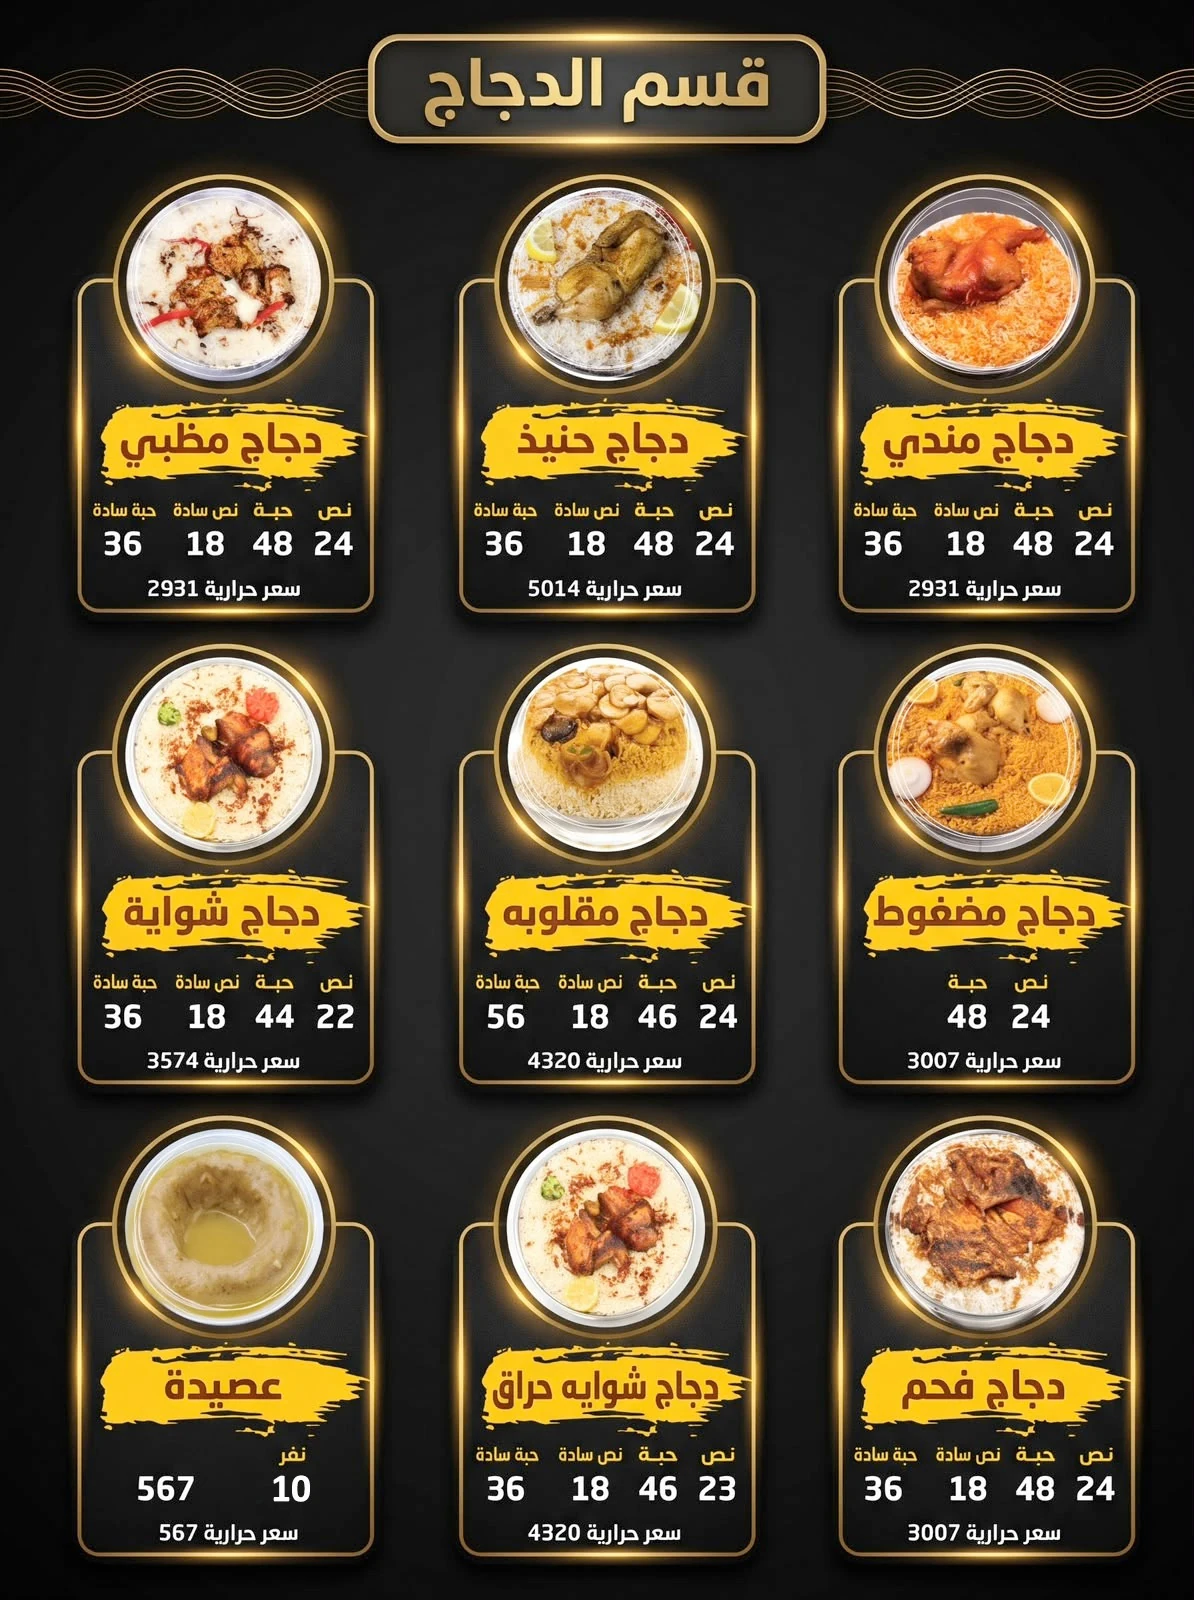 قسم الدجاج
دجاج مندي
نص حبة نص سادة حبة سادة
24 48 18 36
سعر حرارية 2931
دجاج حنيذ
نص حبة نص سادة حبة سادة
24 48 18 36
سعر حرارية 5014
دجاج مظبي
نص حبة نص سادة حبة سادة
24 48 18 36
سعر حرارية 2931
دجاج مضغوط
نص حبة
24 48
سعر حرارية 3007
دجاج مقلوبه
نص حبة نص سادة حبة سادة
24 46 18 56
سعر حرارية 4320
دجاج شواية
نص حبة نص سادة حبة سادة
22 44 18 36
سعر حرارية 3574
دجاج فحم
نص حبة نص سادة حبة سادة
24 48 18 36
سعر حرارية 3007
دجاج شوايه حراق
نص حبة نص سادة حبة سادة
23 46 18 36
سعر حرارية 4320
عصيدة
نفر
10 567
سعر حرارية 567